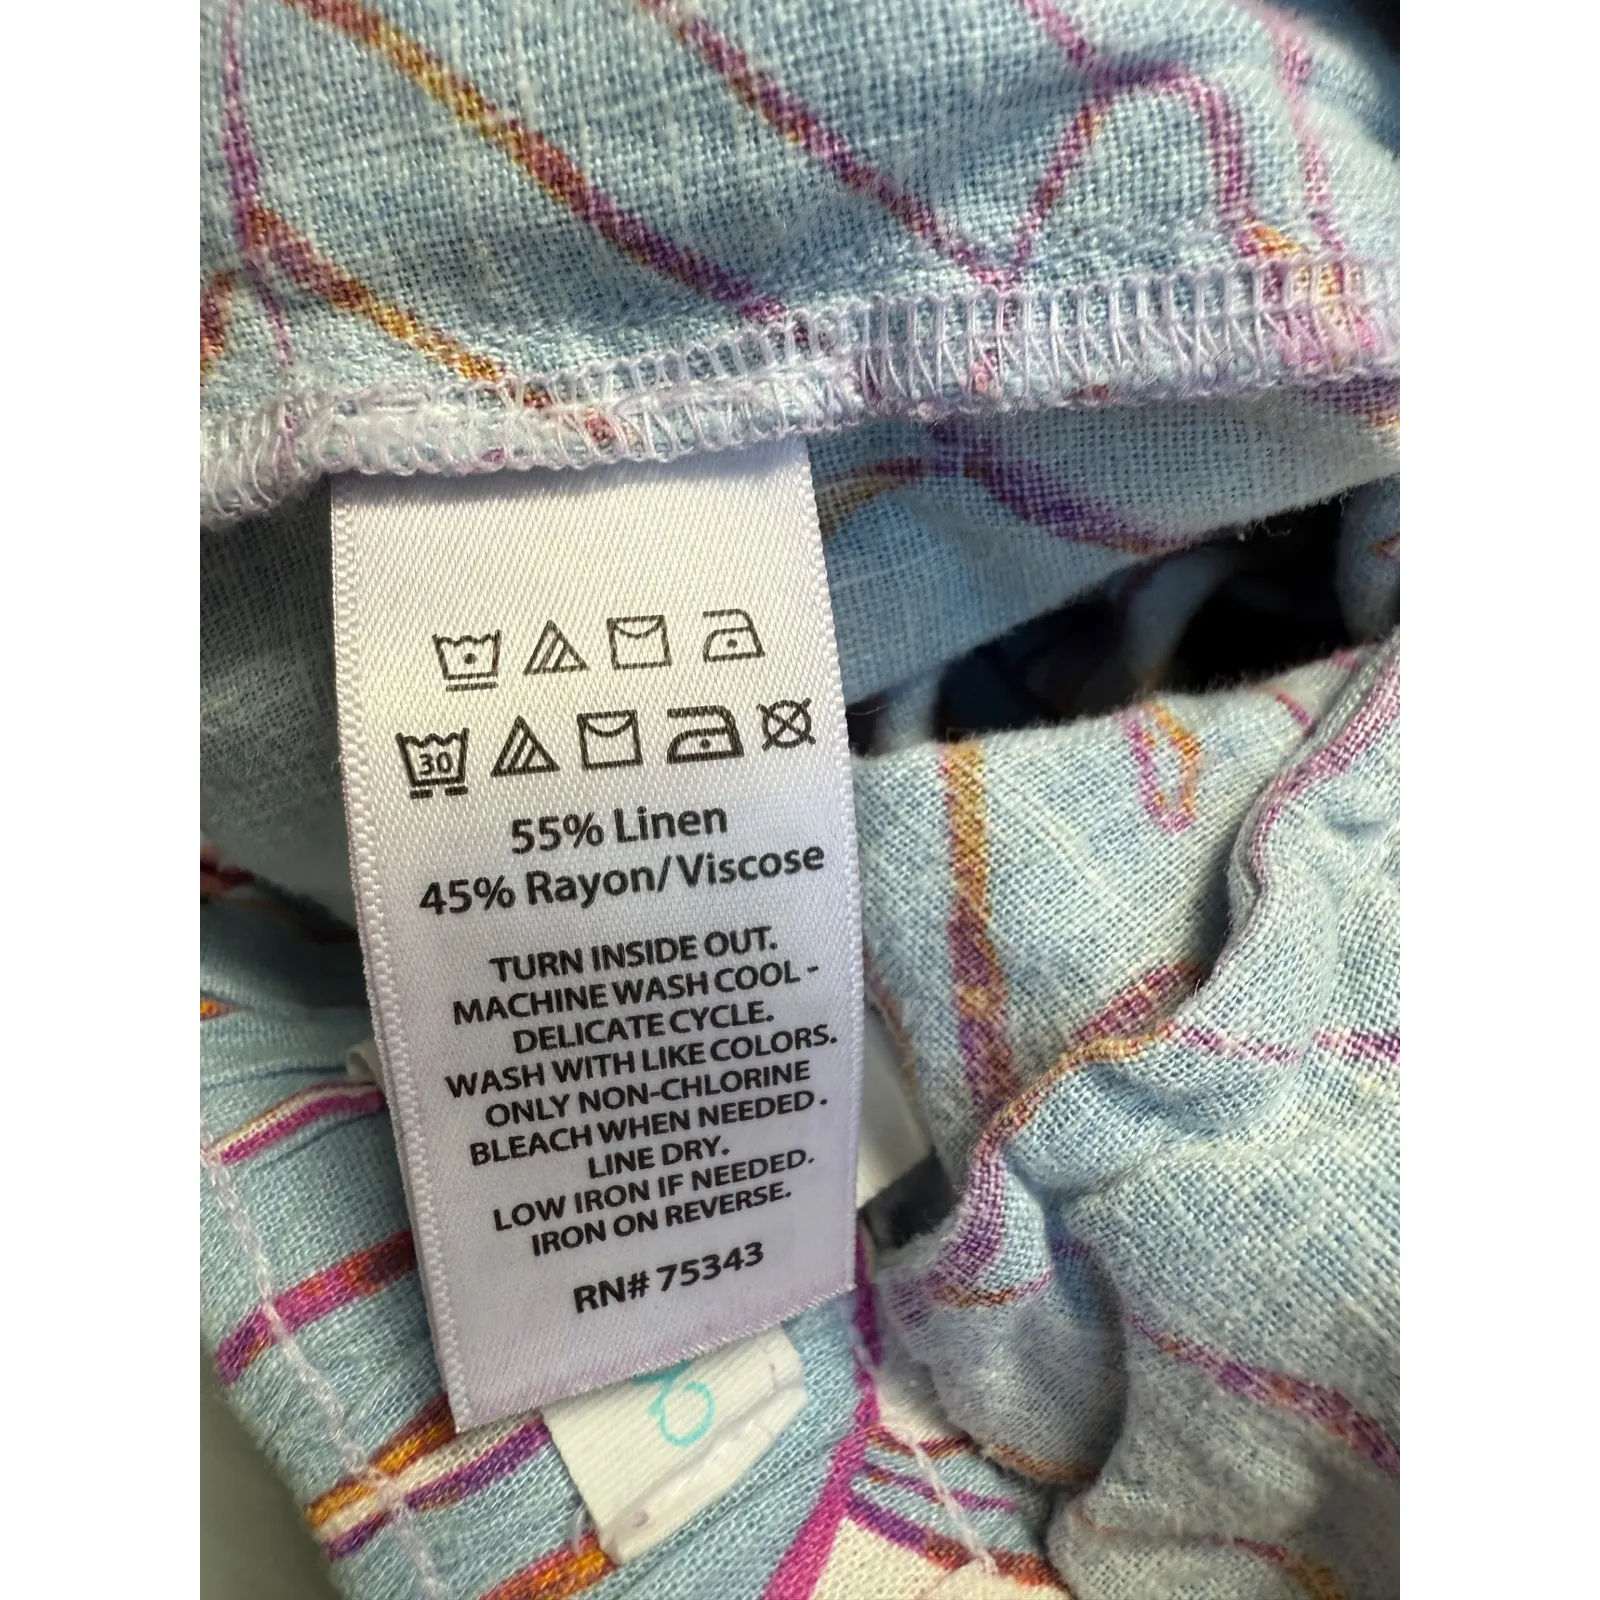 30
55% Linen
45% Rayon/Viscose
TURN INSIDE OUT.
MACHINE WASH COOL -
DELICATE CYCLE.
WASH WITH LIKE COLORS.
ONLY NON-CHLORINE
BLEACH WHEN NEEDED.
LINE DRY.
LOW IRON IF NEEDED.
IRON ON REVERSE.
RN# 75343